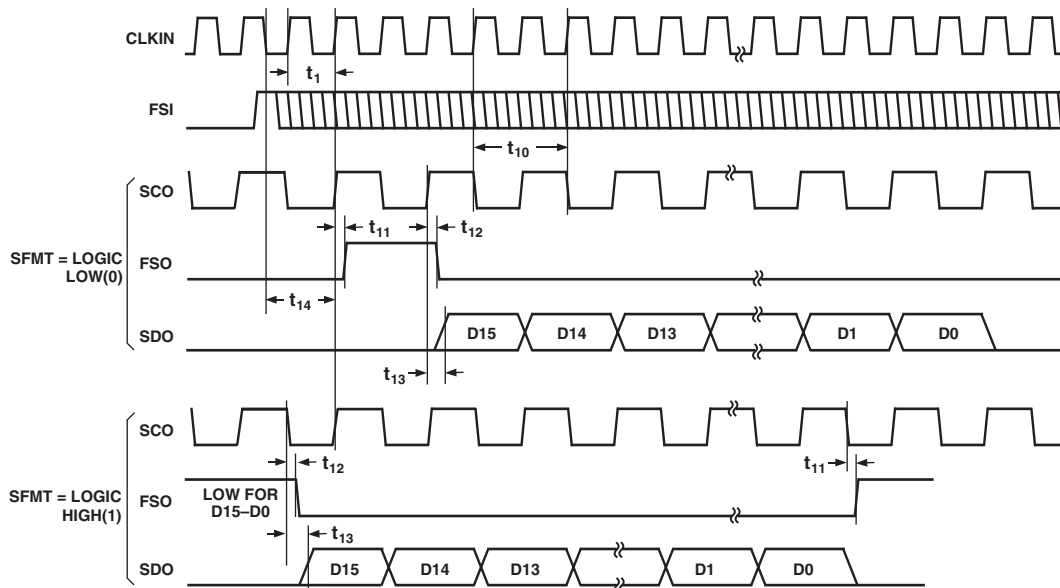 CLKIN
t1
FSI
t10
SCO
t11
t12
SFMT = LOGIC
LOW(0)
FSO
t14
SDO
D15
D14
D13
D1
D0
t13
SCO
t12
t11
SFMT = LOGIC
HIGH(1)
FSO
LOW FOR
D15–D0
t13
SDO
D15
D14
D13
D1
D0